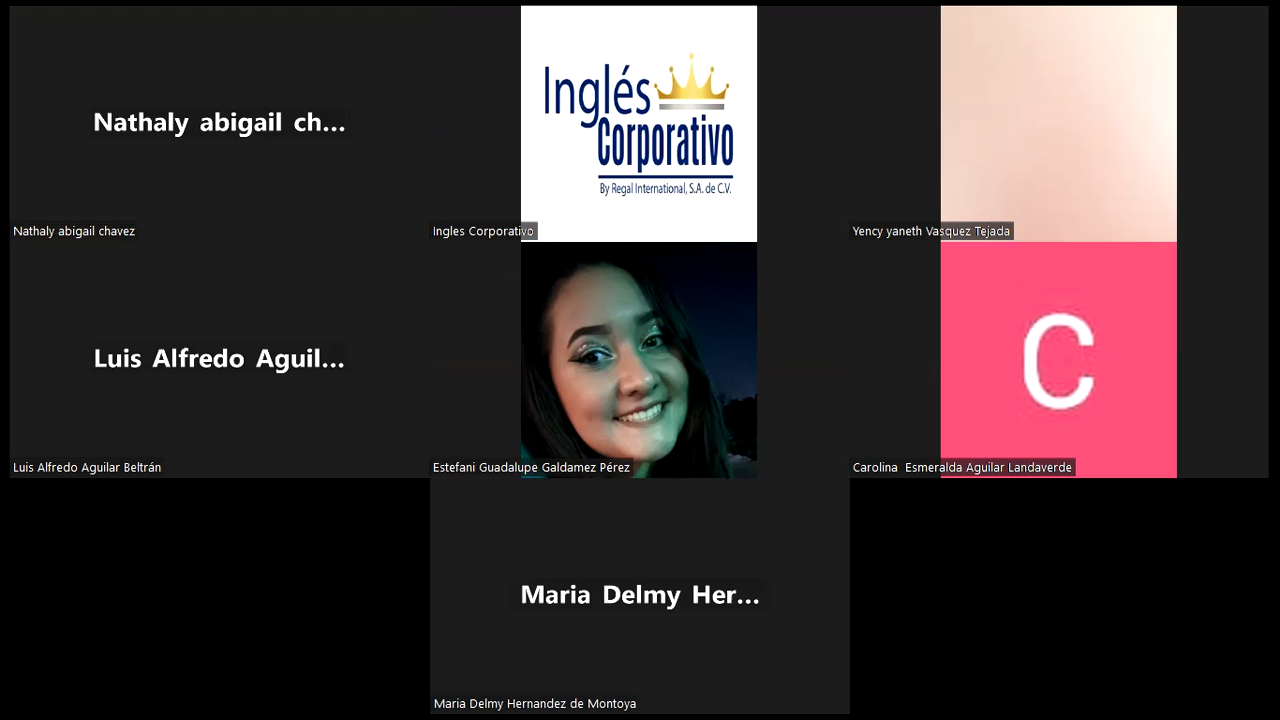 Nathaly abigail ch...
Nathaly abigail chavez
Inglés
Corporativo
By Regal International, S.A. de C.V.
Ingles Corporativo
Yency yaneth Vasquez Tejada
Luis Alfredo Aguil...
Luis Alfredo Aguilar Beltrán
Estefani Guadalupe Galdamez Pérez
C
Carolina Esmeralda Aguilar Landaverde
Maria Delmy Her...
Maria Delmy Hernandez de Montoya